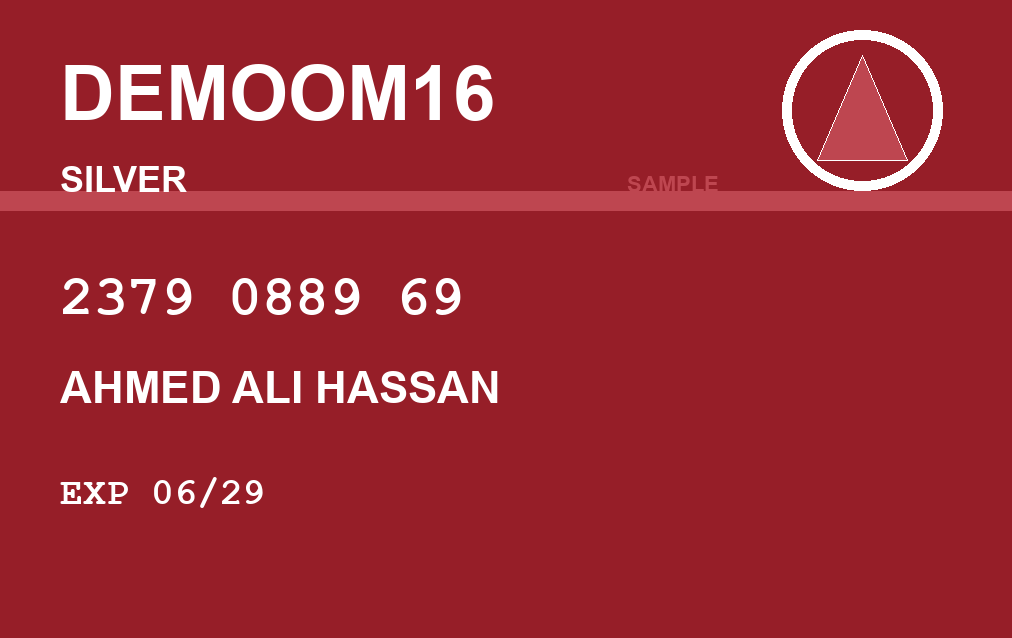 DEMOOM16
SILVER
SAMPLE
2379 0889 69
AHMED ALI HASSAN
EXP 06/29